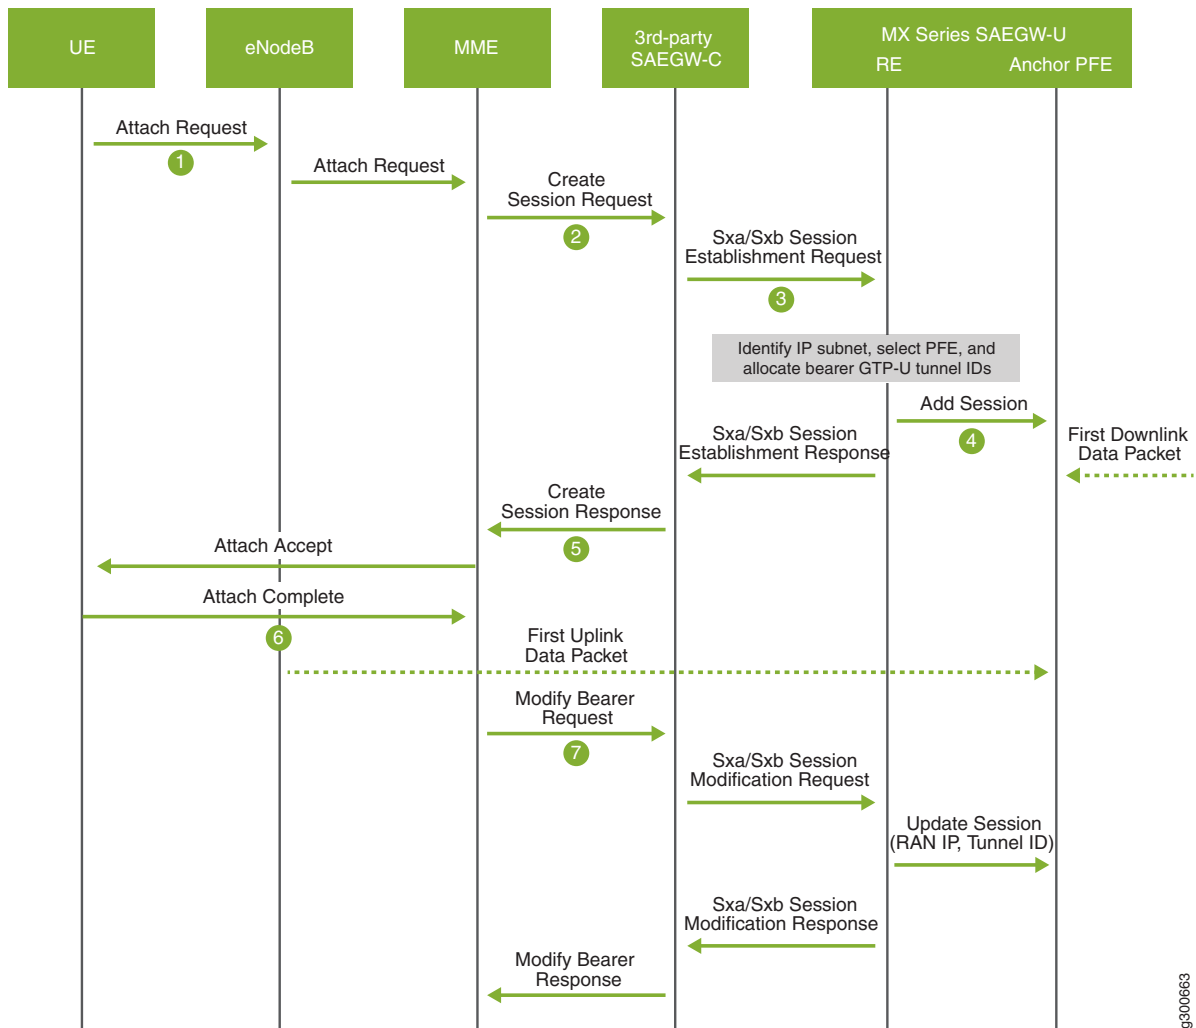 UE
eNodeB
MME
3rd-party
SAEGW-C
MX Series SAEGW-U
RE
Anchor PFE
Attach Request
1
Attach Request
Create
Session Request
2
Sxa/Sxb Session
Establishment Request
3
Identify IP subnet, select PFE, and
allocate bearer GTP-U tunnel IDs
Add Session
4
First Downlink
Data Packet
Sxa/Sxb Session
Establishment Response
Create
Session Response
5
Attach Accept
Attach Complete
6
First Uplink
Data Packet
Modify Bearer
Request
7
Sxa/Sxb Session
Modification Request
Update Session
(RAN IP, Tunnel ID)
Sxa/Sxb Session
Modification Response
Modify Bearer
Response
g300663